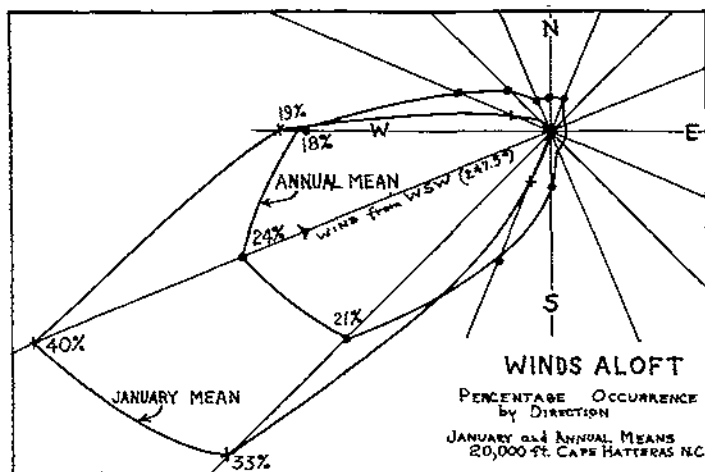 N
19%
W
E
18%
ANNUAL MEAN
WIND from WSW (247.5°)
24%
S
21%
40%
WINDS ALOFT
JANUARY MEAN
PERCENTAGE OCCURRENCE
by DIRECTION
JANUARY and ANNUAL MEANS
20,000 ft. CAPE HATTERAS N.C.
33%